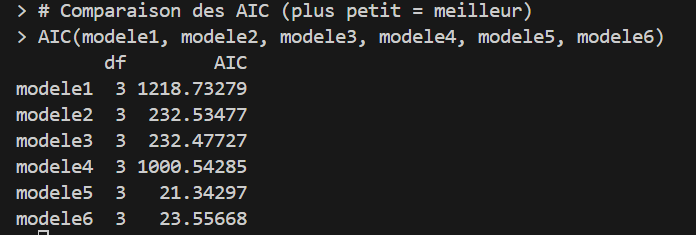 > # Comparaison des AIC (plus petit = meilleur)
> AIC(modele1, modele2, modele3, modele4, modele5, modele6)
        df        AIC
modele1  3 1218.73279
modele2  3  232.53477
modele3  3  232.47727
modele4  3 1000.54285
modele5  3   21.34297
modele6  3   23.55668